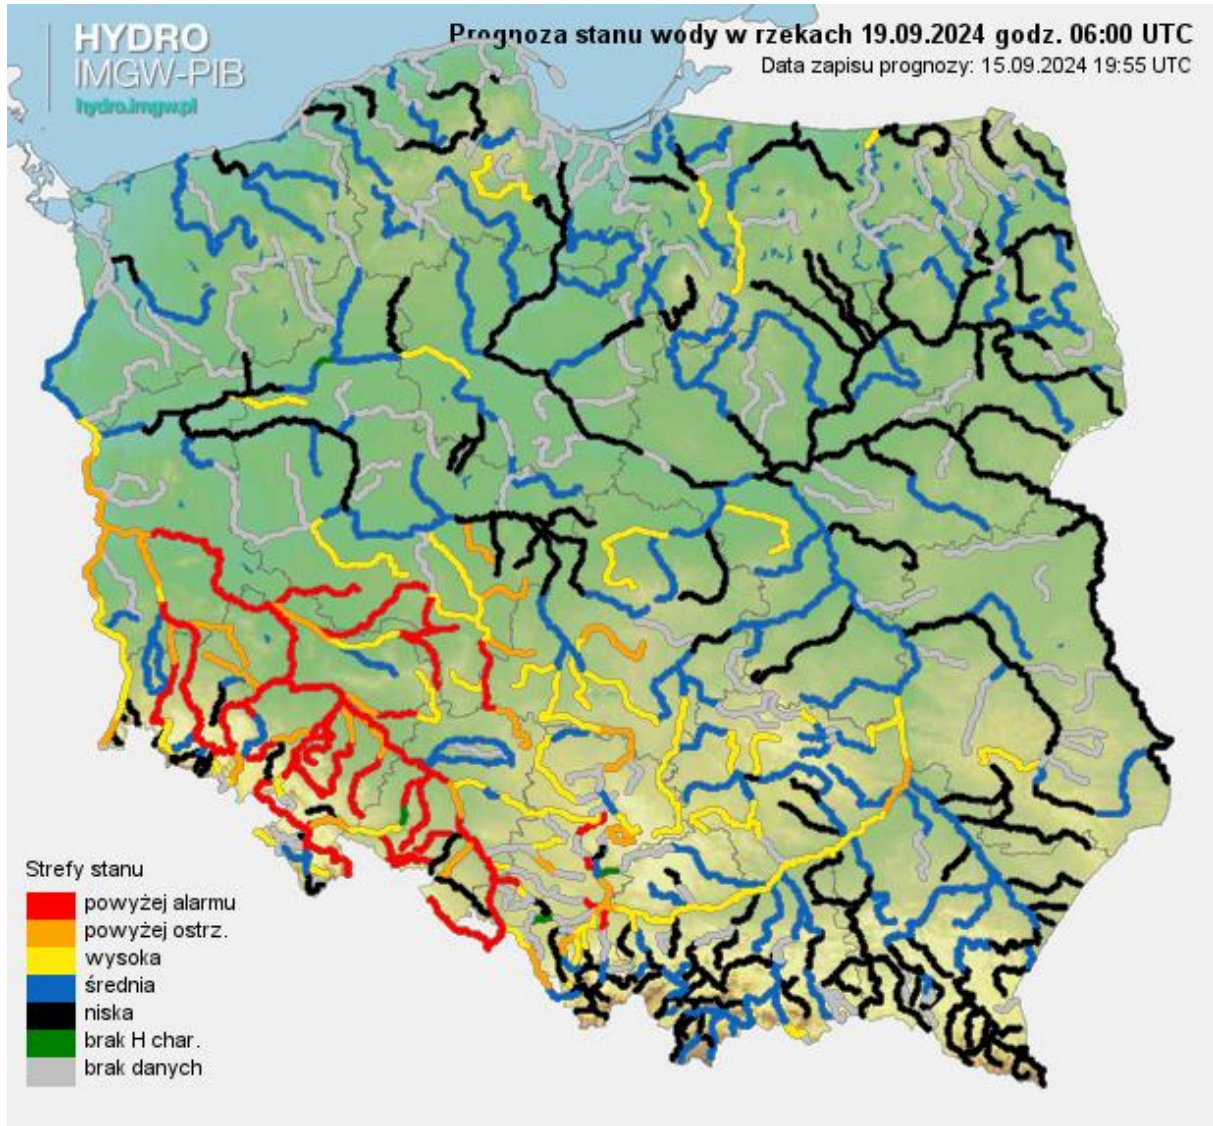 HYDRO
IMGW-PIB
hydro.imgw.pl
Prognoza stanu wody w rzekach 19.09.2024 godz. 06:00 UTC
Data zapisu prognozy: 15.09.2024 19:55 UTC
Strefy stanu
powyżej alarmu
powyżej ostrz.
wysoka
średnia
niska
brak H char.
brak danych